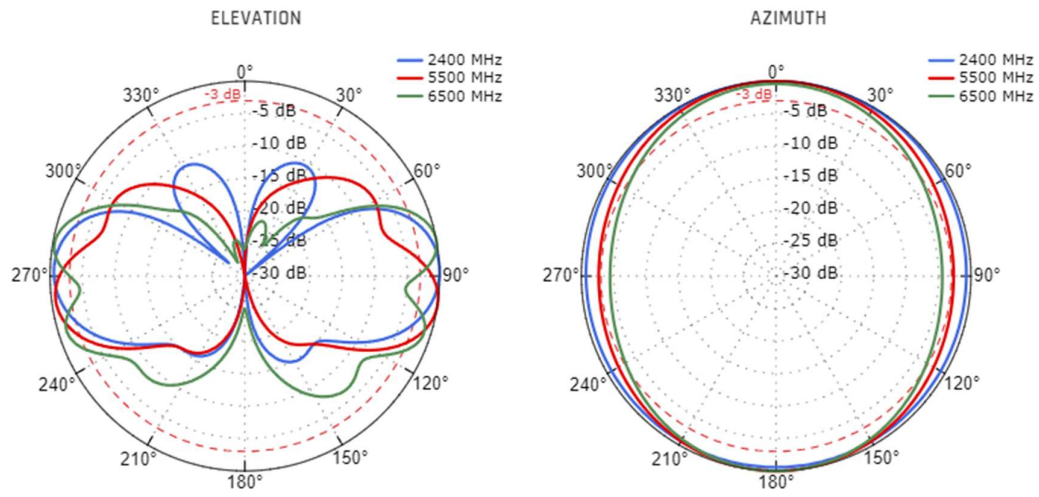 ELEVATION
2400 MHz
5500 MHz
6500 MHz
0°
330°
-3 dB
30°
-5 dB
-10 dB
300°
60°
-15 dB
-20 dB
-25 dB
270°
-30 dB
90°
240°
120°
210°
150°
180°
AZIMUTH
2400 MHz
5500 MHz
6500 MHz
0°
330°
-3 dB
30°
-5 dB
-10 dB
300°
60°
-15 dB
-20 dB
-25 dB
270°
-30 dB
90°
240°
120°
210°
150°
180°